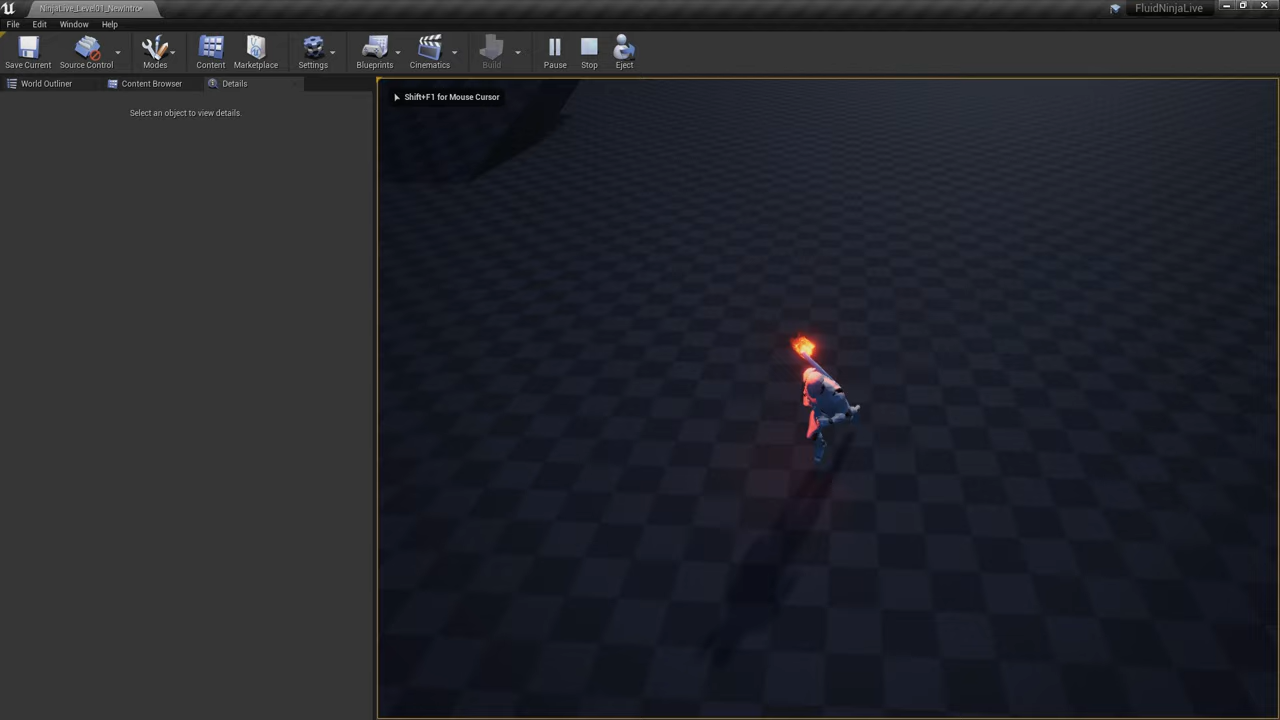 NinjaLive_Level01_NewIntro•
FluidNinjaLive
File Edit Window Help
Save Current Source Control Modes Content Marketplace Settings Blueprints Cinematics Build Pause Stop Eject
World Outliner Content Browser Details
Shift+F1 for Mouse Cursor
Select an object to view details.